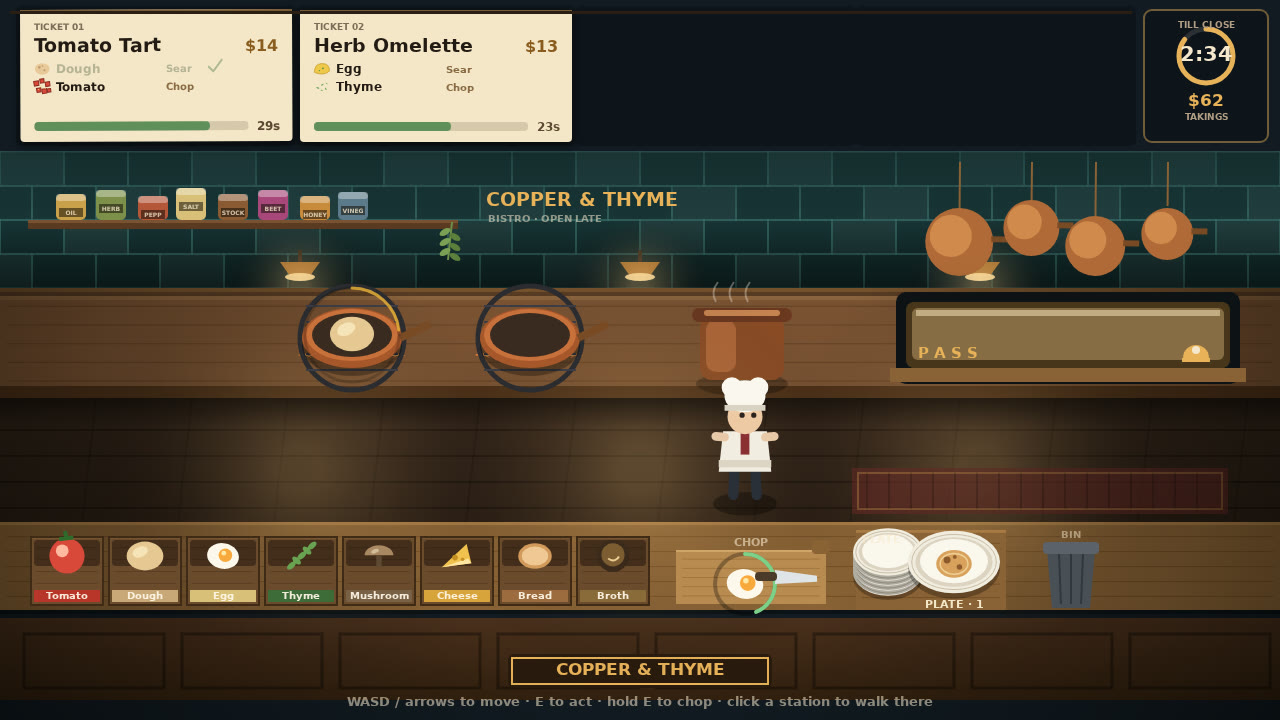 TICKET 01
Tomato Tart $14
Dough Sear
Tomato Chop
29s
TICKET 02
Herb Omelette $13
Egg Sear
Thyme Chop
23s
TILL CLOSE
2:34
$62
TAKINGS
OIL
HERB
PEPP
SALT
STOCK
BEET
HONEY
VINEG
COPPER & THYME
BISTRO · OPEN LATE
PASS
Tomato
Dough
Egg
Thyme
Mushroom
Cheese
Bread
Broth
CHOP
PLATE · 1
BIN
COPPER & THYME
WASD / arrows to move · E to act · hold E to chop · click a station to walk there